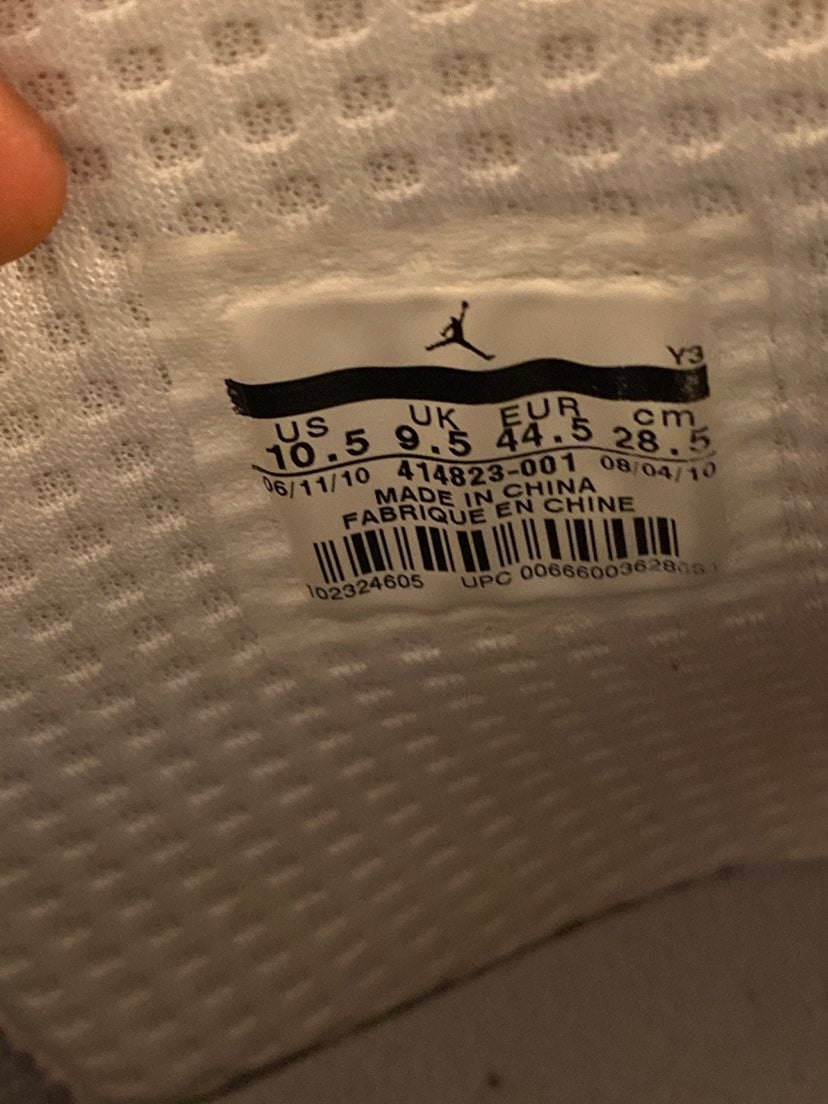 Y3
US UK EUR cm
10.5 9.5 44.5 28.5
06/11/10 414823-001 08/04/10
MADE IN CHINA
FABRIQUE EN CHINE
102324605 UPC